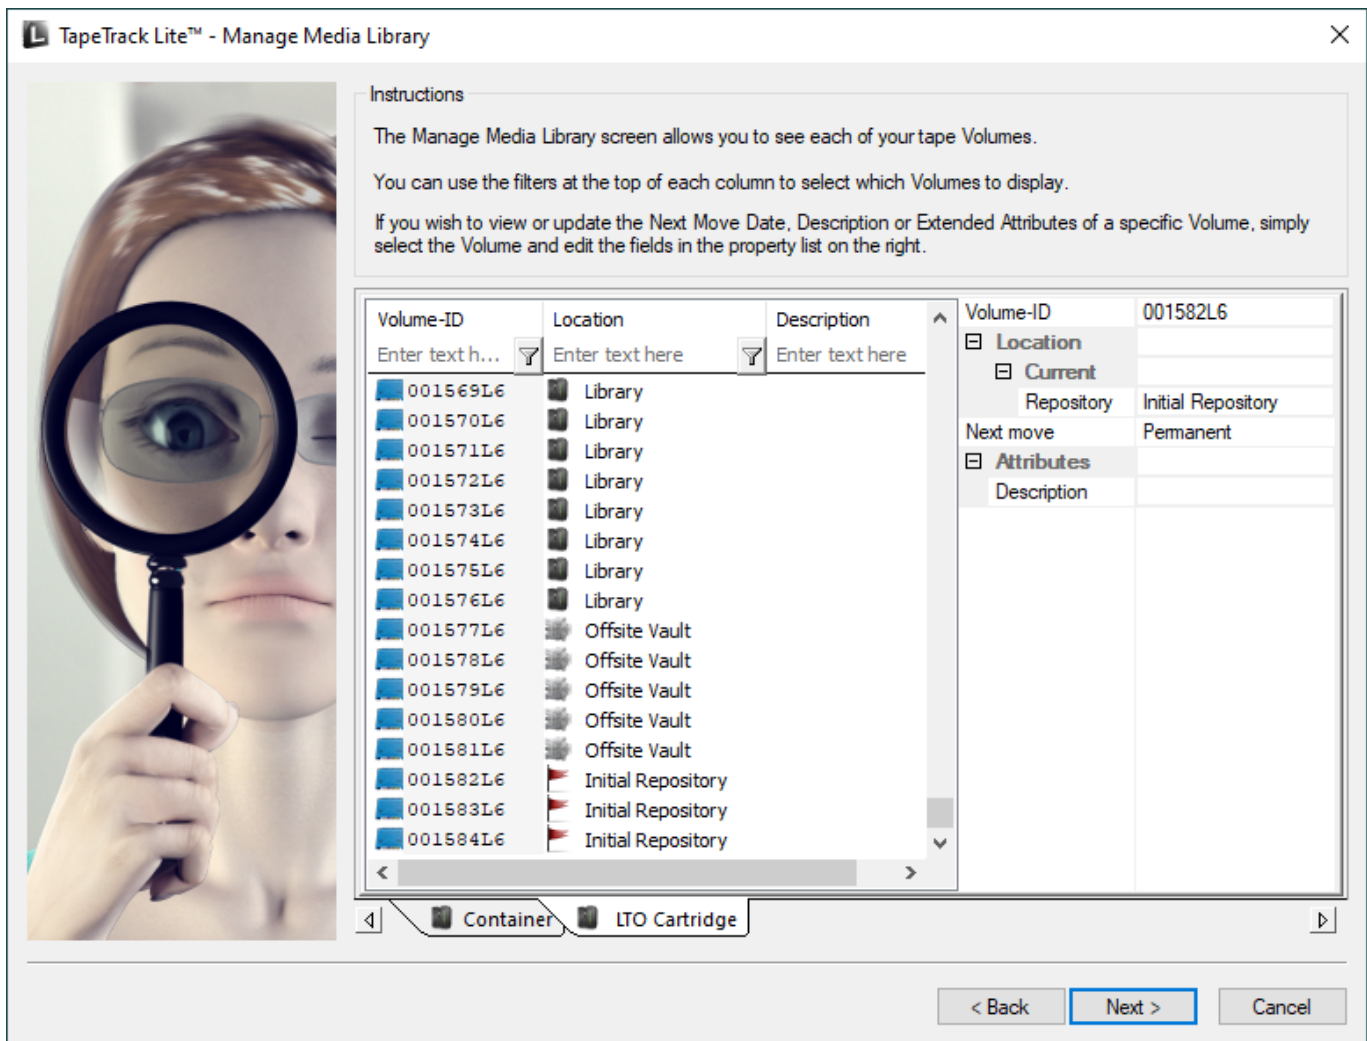 TapeTrack Lite™ - Manage Media Library
Instructions
The Manage Media Library screen allows you to see each of your tape Volumes.
You can use the filters at the top of each column to select which Volumes to display.
If you wish to view or update the Next Move Date, Description or Extended Attributes of a specific Volume, simply
select the Volume and edit the fields in the property list on the right.
Volume-ID Location Description
Enter text h... Enter text here Enter text here
001569L6 Library
001570L6 Library
001571L6 Library
001572L6 Library
001573L6 Library
001574L6 Library
001575L6 Library
001576L6 Library
001577L6 Offsite Vault
001578L6 Offsite Vault
001579L6 Offsite Vault
001580L6 Offsite Vault
001581L6 Offsite Vault
001582L6 Initial Repository
001583L6 Initial Repository
001584L6 Initial Repository
Volume-ID 001582L6
Location
Current
Repository Initial Repository
Next move Permanent
Attributes
Description
Container LTO Cartridge
< Back Next > Cancel